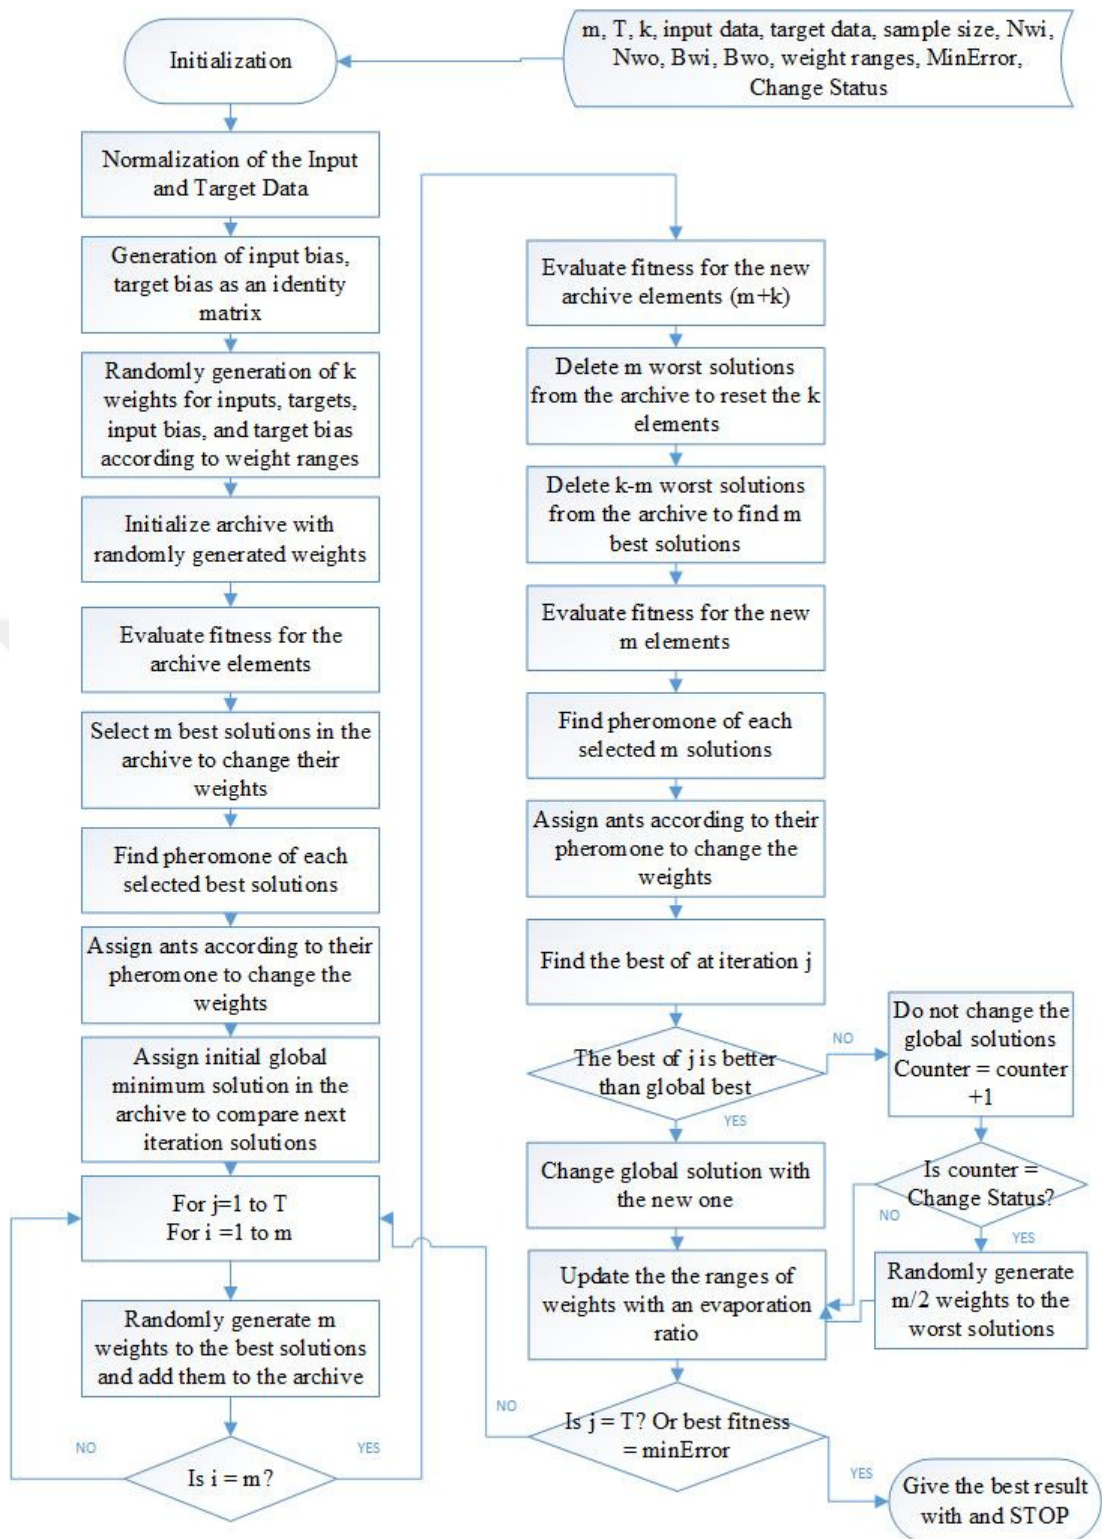 Initialization
m, T, k, input data, target data, sample size, Nwi,
Nwo, Bwi, Bwo, weight ranges, MinError,
Change Status
Normalization of the Input
and Target Data
Generation of input bias,
target bias as an identity
matrix
Randomly generation of k
weights for inputs, targets,
input bias, and target bias
according to weight ranges
Initialize archive with
randomly generated weights
Evaluate fitness for the
archive elements
Select m best solutions in the
archive to change their
weights
Find pheromone of each
selected best solutions
Assign ants according to their
pheromone to change the
weights
Assign initial global
minimum solution in the
archive to compare next
iteration solutions
For j=1 to T
For i =1 to m
Randomly generate m
weights to the best solutions
and add them to the archive
NO
YES
Is i = m?
Evaluate fitness for the new
archive elements (m+k)
Delete m worst solutions
from the archive to reset the k
elements
Delete k-m worst solutions
from the archive to find m
best solutions
Evaluate fitness for the new
m elements
Find pheromone of each
selected m solutions
Assign ants according to their
pheromone to change the
weights
Find the best of at iteration j
The best of j is better
than global best
NO
YES
Do not change the
global solutions
Counter = counter
+1
Is counter =
Change Status?
NO
YES
Randomly generate
m/2 weights to the
worst solutions
Change global solution with
the new one
Update the the ranges of
weights with an evaporation
ratio
NO
Is j = T? Or best fitness
= minError
YES
Give the best result
with and STOP